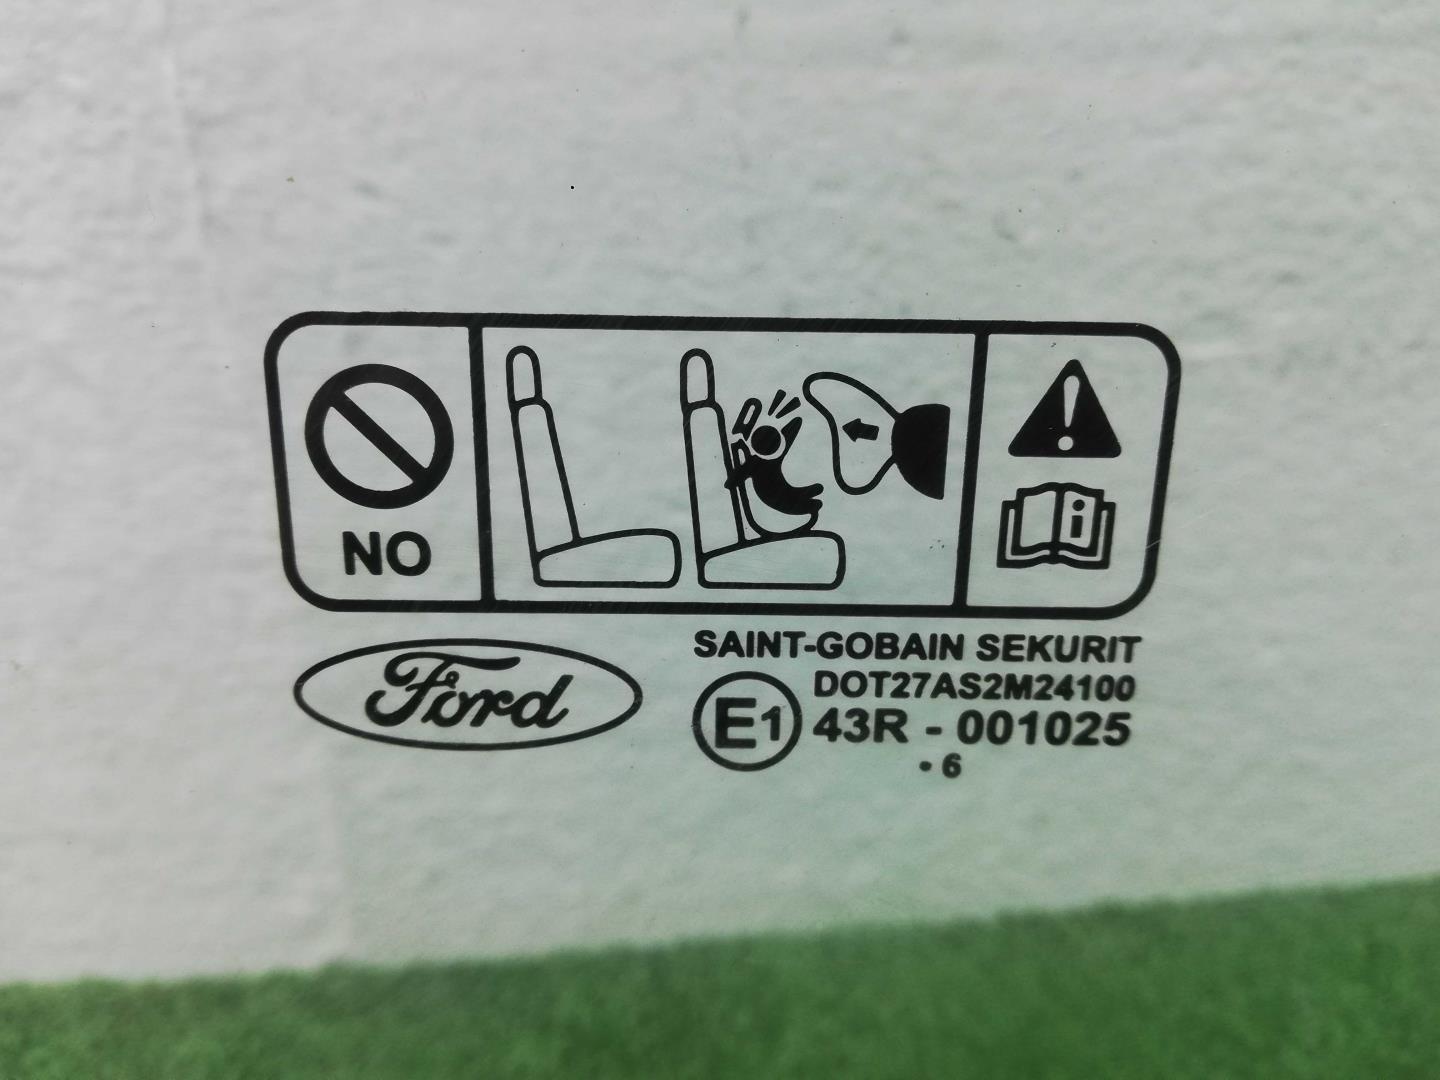 NO
i
Ford
SAINT-GOBAIN SEKURIT
DOT27AS2M24100
E1 43R - 001025
• 6